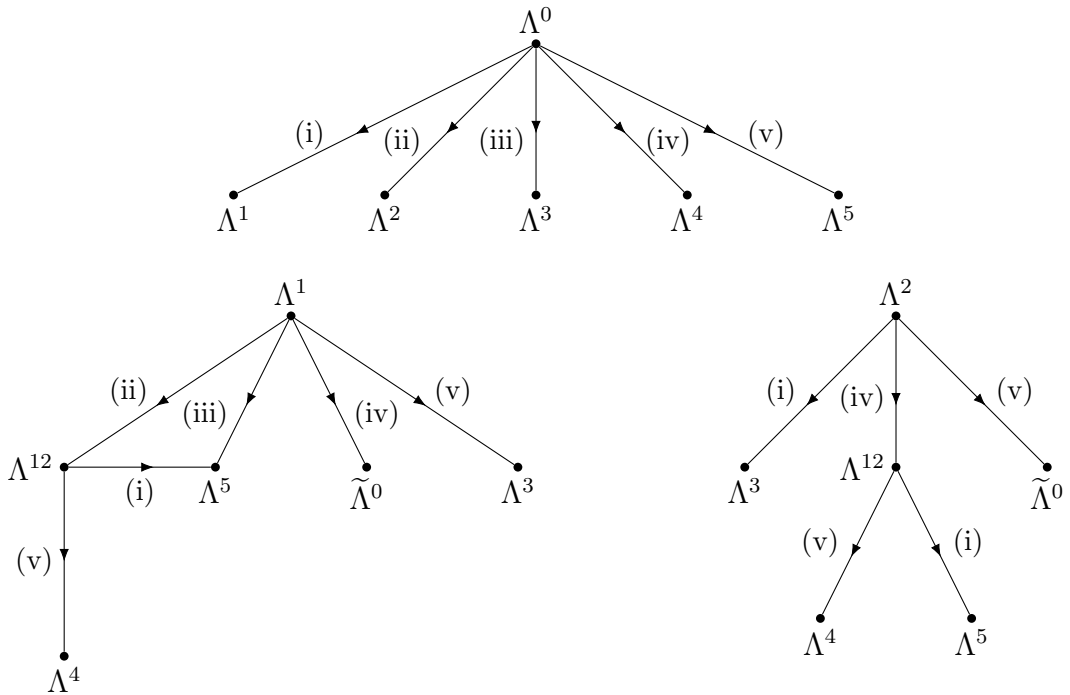 Λ⁰
(i) (ii) (iii) (iv) (v)
Λ¹ Λ² Λ³ Λ⁴ Λ⁵
Λ¹ Λ²
(ii) (iii) (iv) (v) (i) (iv) (v)
Λ¹² (i) Λ⁵ Λ̃⁰ Λ³ Λ³ Λ¹² Λ̃⁰
(v) (v) (i)
Λ⁴ Λ⁴ Λ⁵